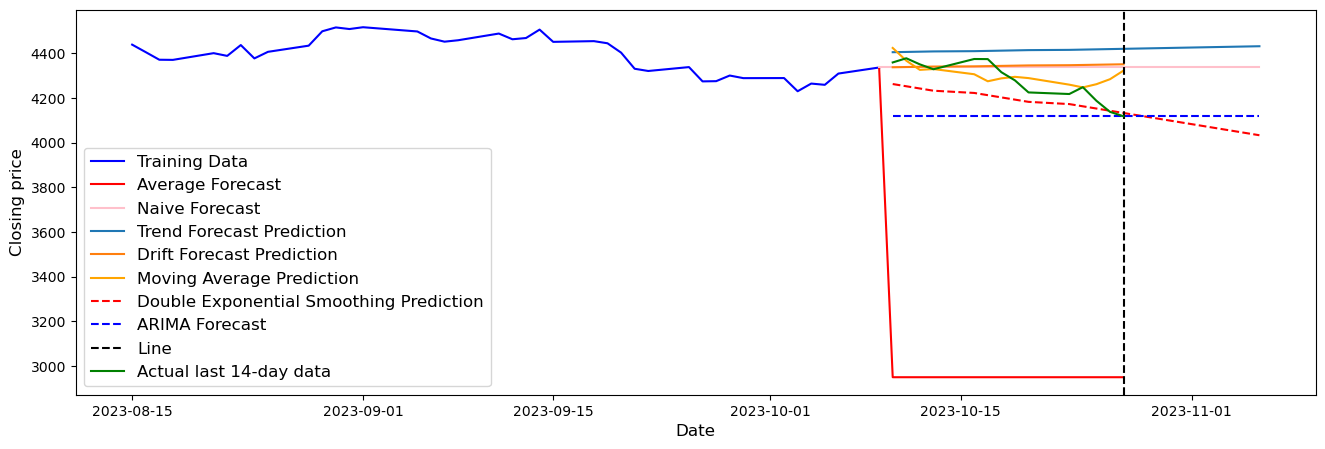 Closing price
4400
4200
4000
3800
3600
3400
3200
3000
Training Data
Average Forecast
Naive Forecast
Trend Forecast Prediction
Drift Forecast Prediction
Moving Average Prediction
Double Exponential Smoothing Prediction
ARIMA Forecast
Line
Actual last 14-day data
2023-08-15 2023-09-01 2023-09-15 2023-10-01 2023-10-15 2023-11-01
Date